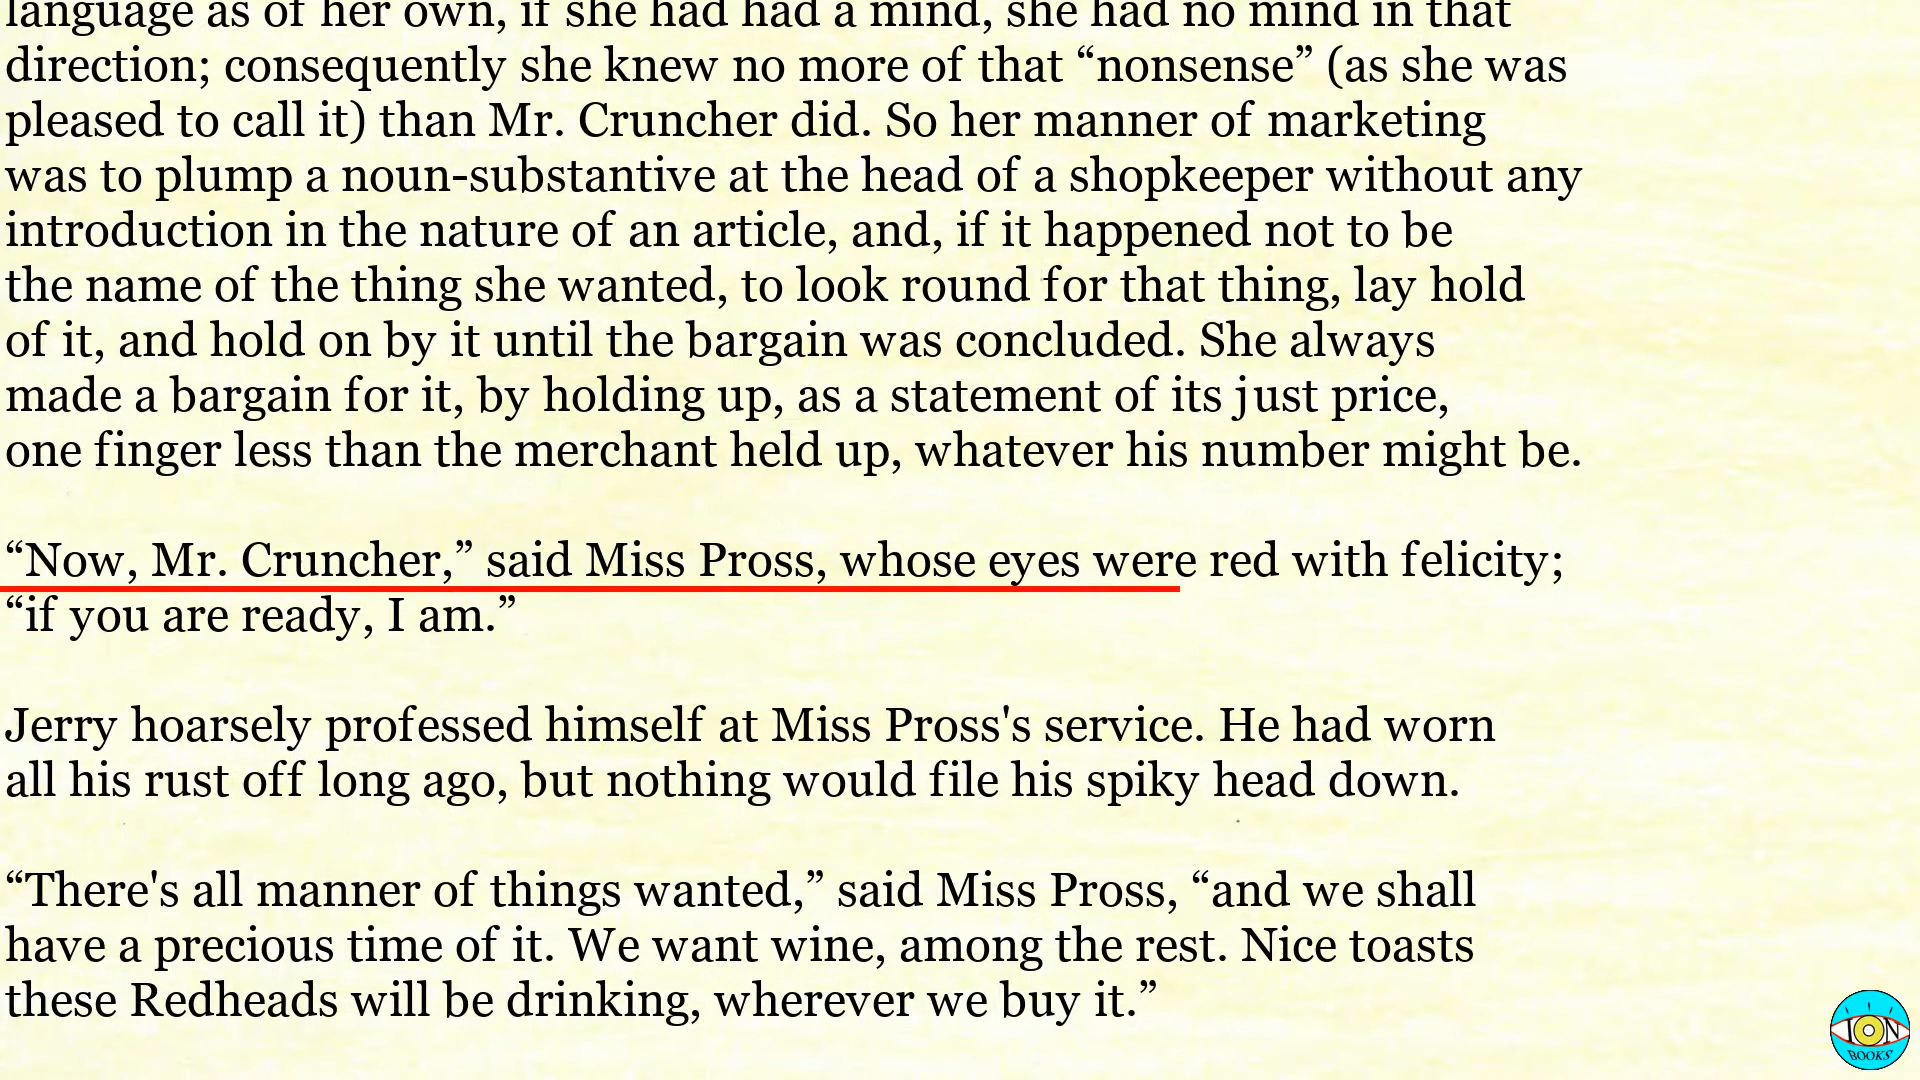 language as of her own, if she had had a mind, she had no mind in that
direction; consequently she knew no more of that “nonsense” (as she was
pleased to call it) than Mr. Cruncher did. So her manner of marketing
was to plump a noun-substantive at the head of a shopkeeper without any
introduction in the nature of an article, and, if it happened not to be
the name of the thing she wanted, to look round for that thing, lay hold
of it, and hold on by it until the bargain was concluded. She always
made a bargain for it, by holding up, as a statement of its just price,
one finger less than the merchant held up, whatever his number might be.
“Now, Mr. Cruncher,” said Miss Pross, whose eyes were red with felicity;
“if you are ready, I am.”
Jerry hoarsely professed himself at Miss Pross's service. He had worn
all his rust off long ago, but nothing would file his spiky head down.
“There's all manner of things wanted,” said Miss Pross, “and we shall
have a precious time of it. We want wine, among the rest. Nice toasts
these Redheads will be drinking, wherever we buy it.”
ION
BOOKS